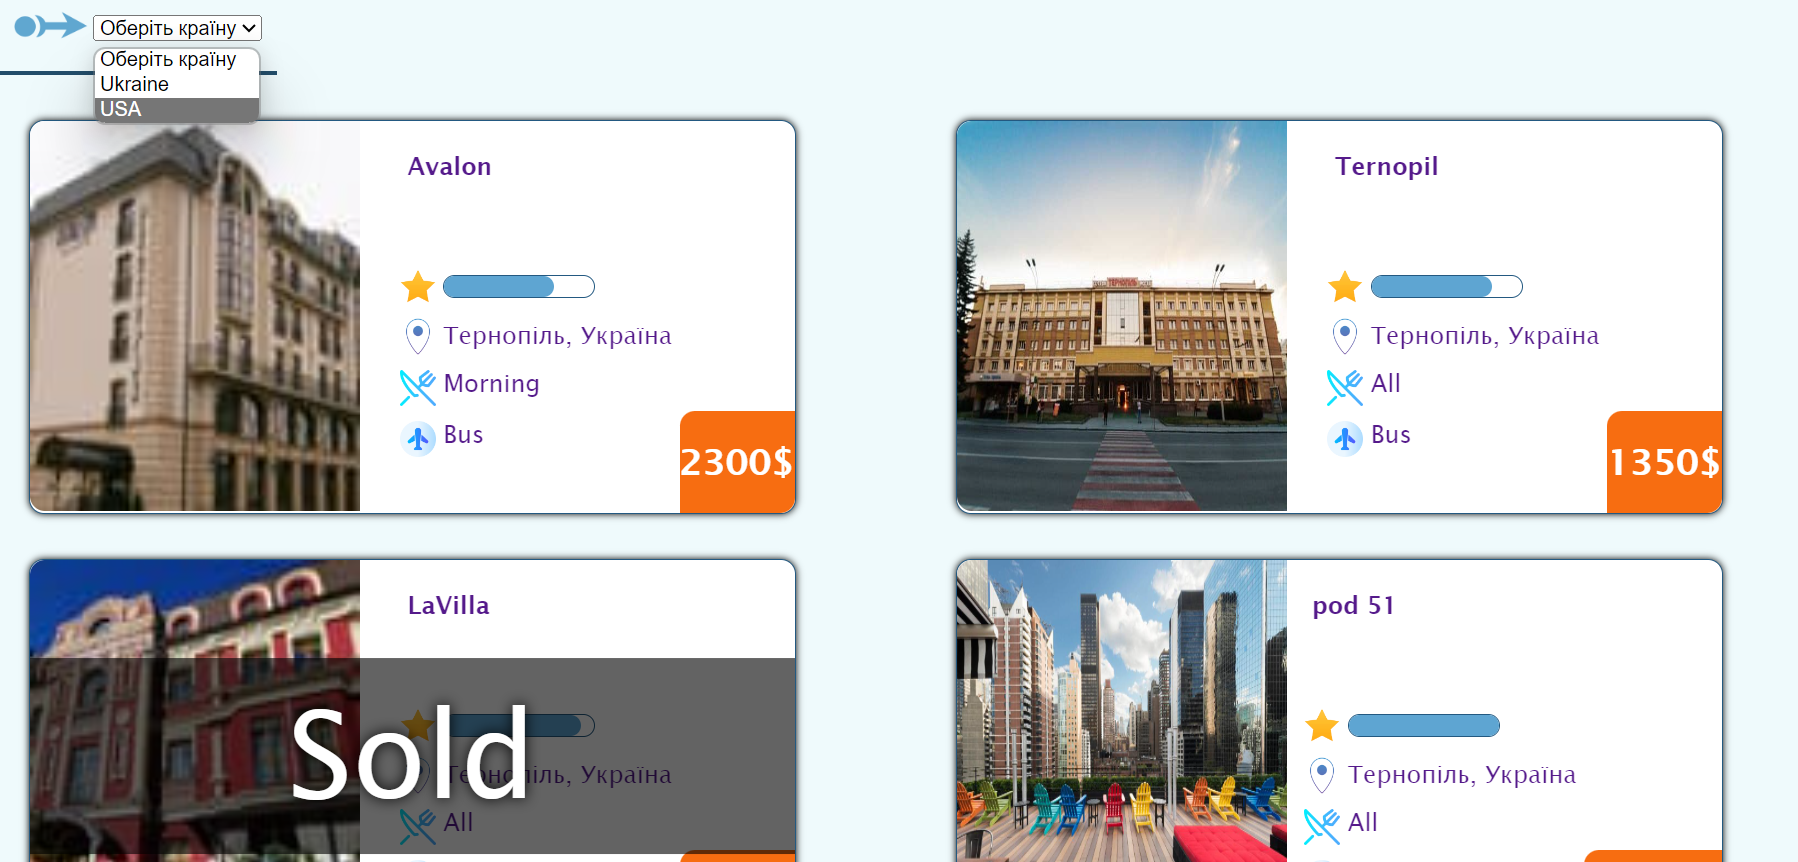 Оберіть країну
Оберіть країну
Ukraine
USA
Avalon
Тернопіль, Україна
Morning
Bus
2300$
Ternopil
ТЕРНОПІЛЬ
Тернопіль, Україна
All
Bus
1350$
LaVilla
Sold
Тернопіль, Україна
All
pod 51
Тернопіль, Україна
All